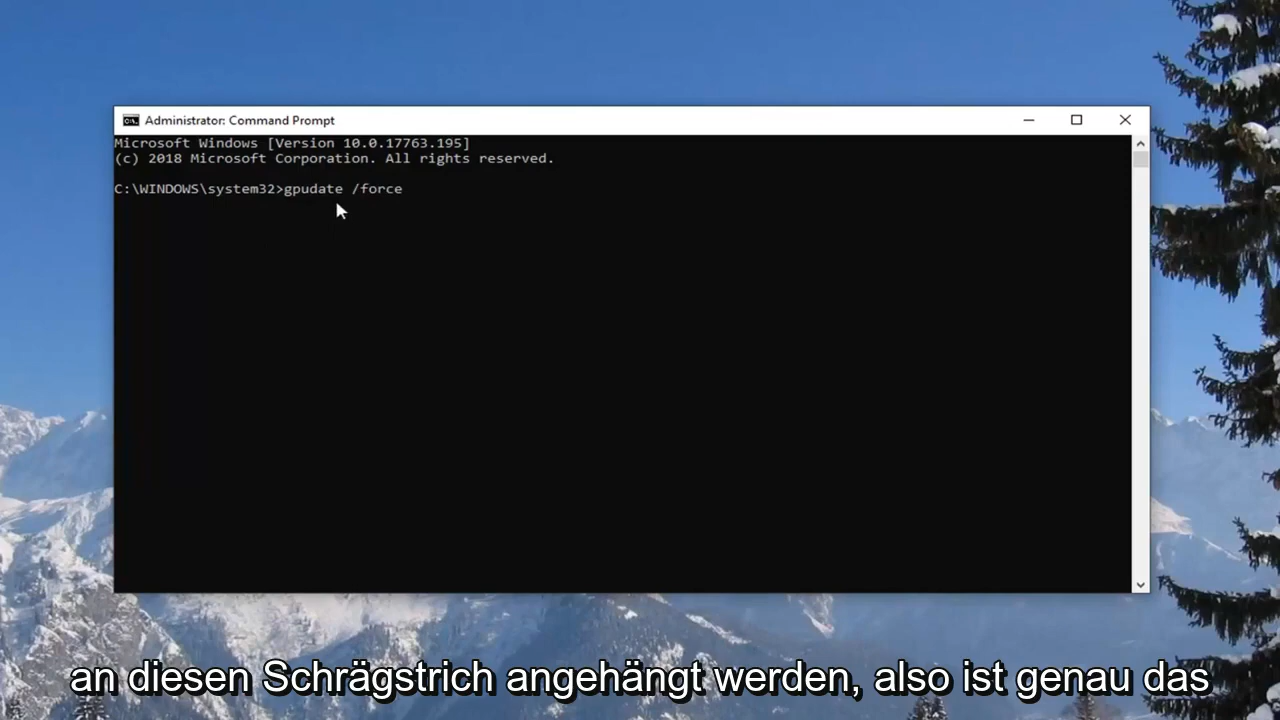 Administrator: Command Prompt
Microsoft Windows [Version 10.0.17763.195]
(c) 2018 Microsoft Corporation. All rights reserved.
C:\WINDOWS\system32>gpudate /force
an diesen Schrägstrich angehängt werden, also ist genau das